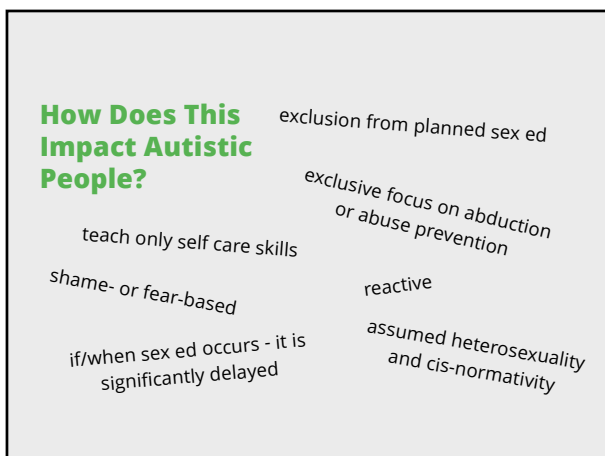 How Does This
Impact Autistic
People?
exclusion from planned sex ed
exclusive focus on abduction
or abuse prevention
teach only self care skills
shame- or fear-based
reactive
if/when sex ed occurs - it is
significantly delayed
assumed heterosexuality
and cis-normativity